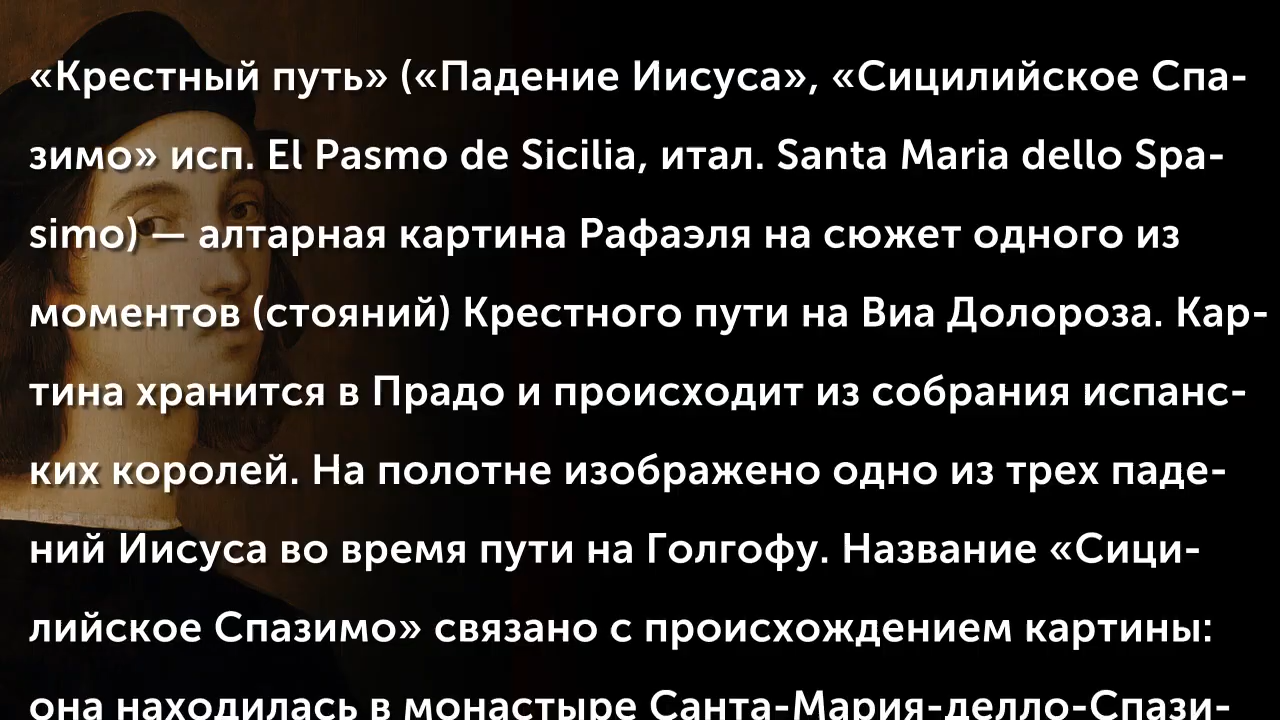 «Крестный путь» («Падение Иисуса», «Сицилийское Спа-
зимо» исп. El Pasmo de Sicilia, итал. Santa Maria dello Spa-
simo) — алтарная картина Рафаэля на сюжет одного из
моментов (стояний) Крестного пути на Виа Долороза. Кар-
тина хранится в Прадо и происходит из собрания испанс-
ких королей. На полотне изображено одно из трех паде-
ний Иисуса во время пути на Голгофу. Название «Сици-
лийское Спазимо» связано с происхождением картины:
она находилась в монастыре Санта-Мария-делло-Спази-